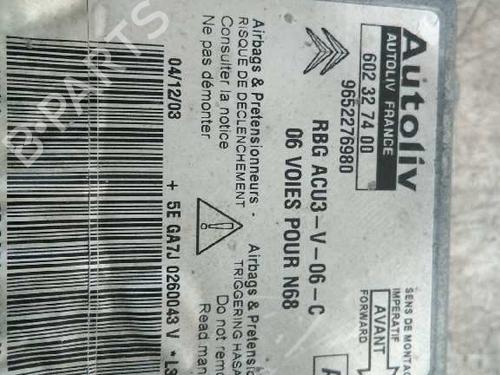 Autoliv
AUTOLIV FRANCE
602 32 74 00
9652276980
RBG ACU3-V-06-C
06 VOIES POUR N68
Airbags & Pretensionneurs -
RISQUE DE DECLENCHEMENT
Consulter la notice
Ne pas démonter
04/12/03
+ 5E GA7J 0260043 V
SENS DE MONTAG
IMPERATIF
AVANT
FORWARD
Airbags & Pretens
TRIGGERING HASA
Do not remo
Read man
B-PARTS